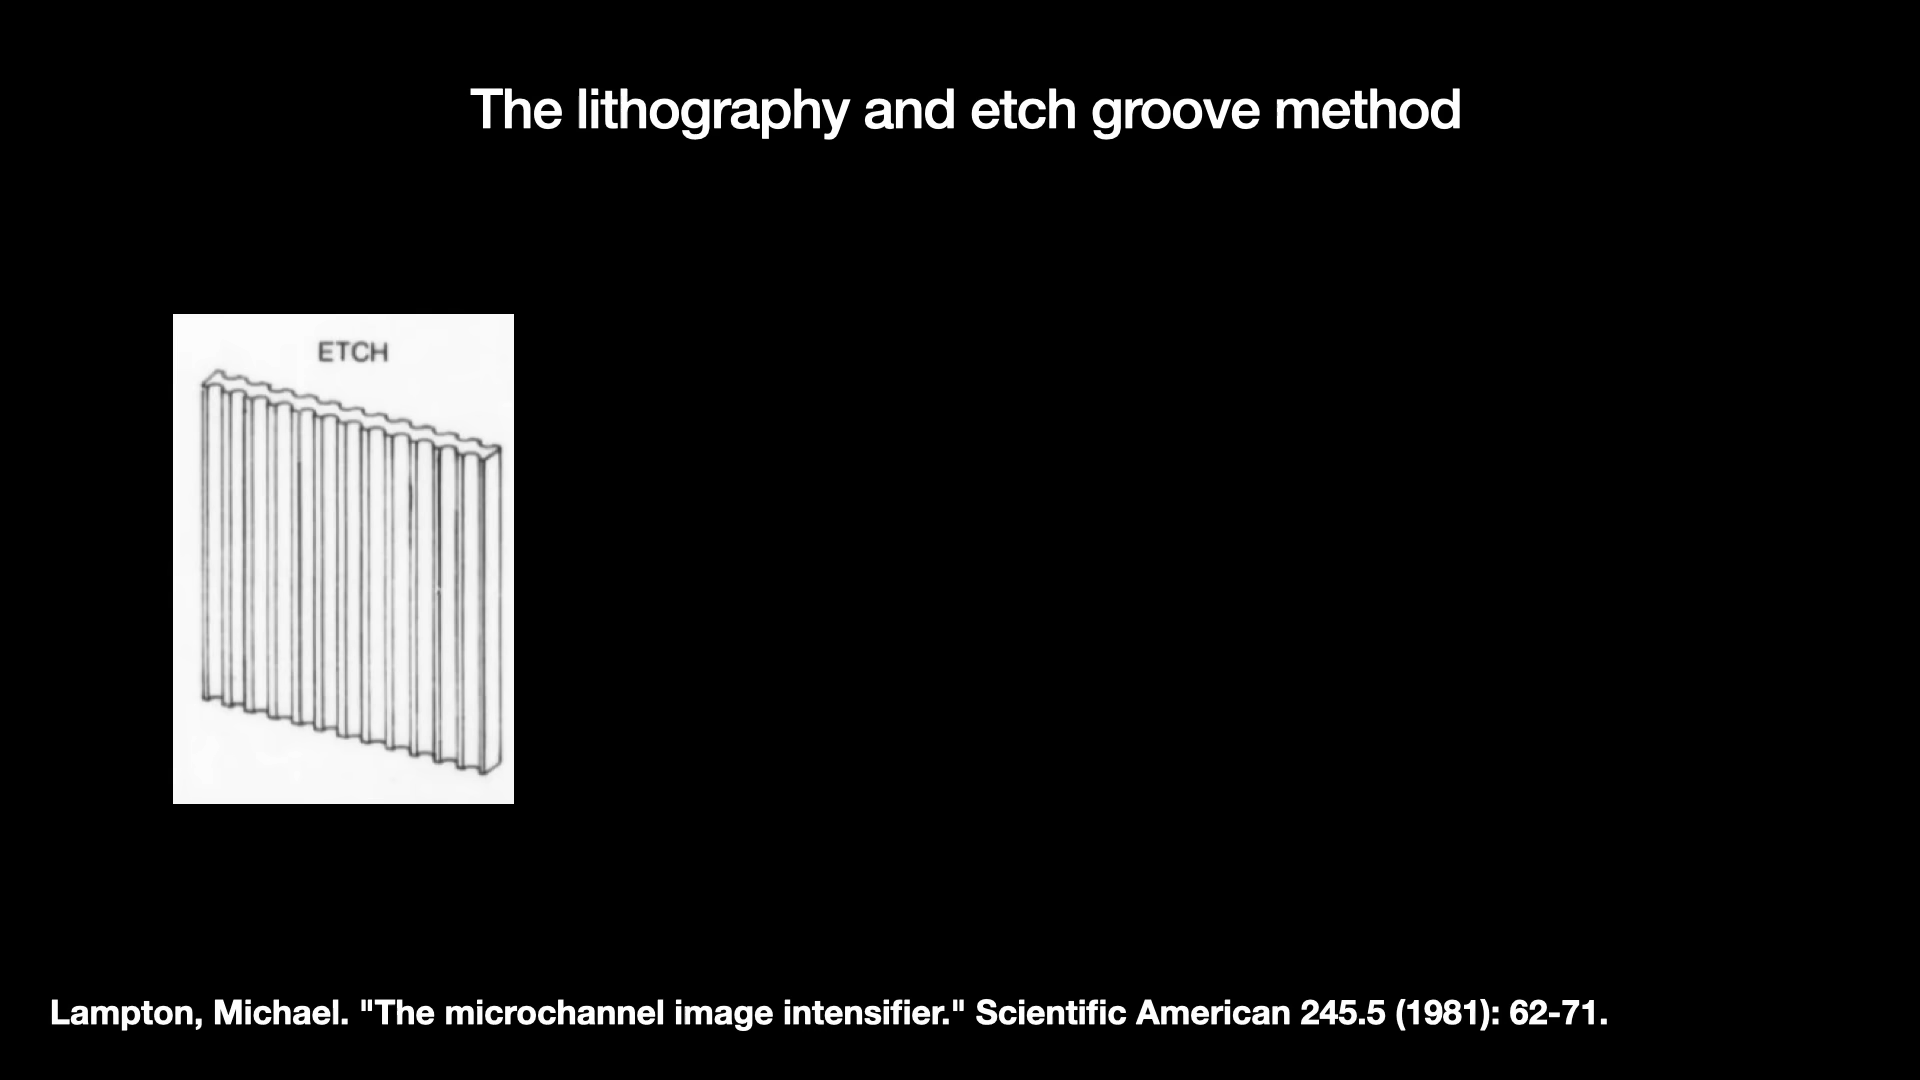 The lithography and etch groove method
ETCH
Lampton, Michael. "The microchannel image intensifier." Scientific American 245.5 (1981): 62-71.